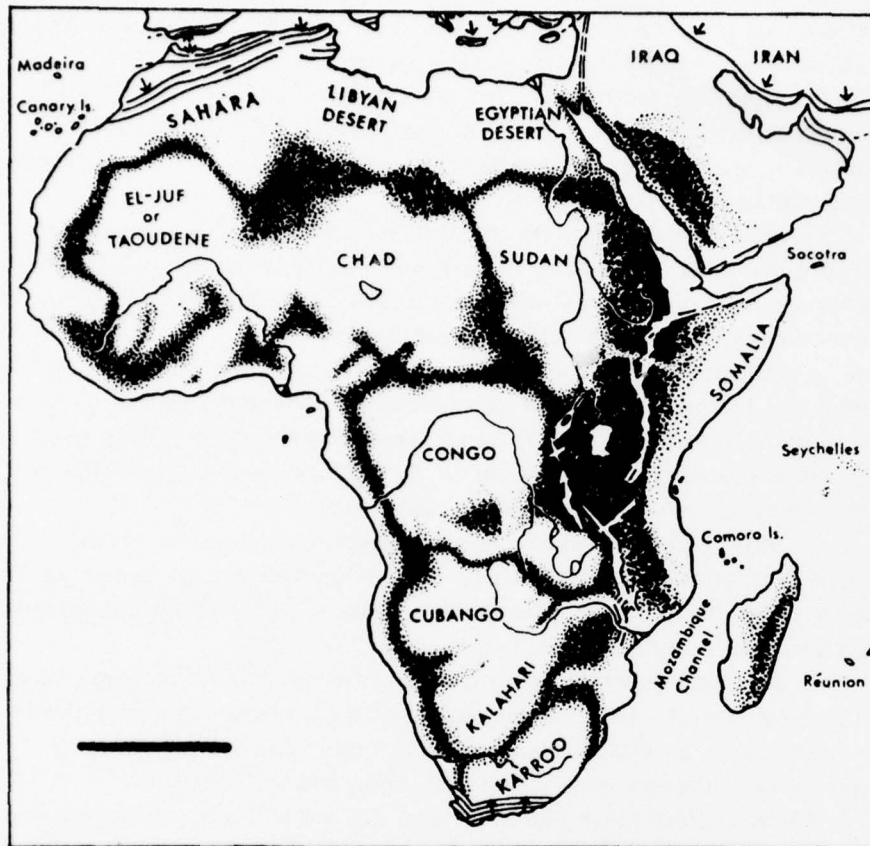 Madeira
Canary Is.
SAHARA
LIBYAN
DESERT
EGYPTIAN
DESERT
IRAQ
IRAN
EL-JUF
or
TAOUDENE
CHAD
SUDAN
Socotra
SOMALIA
CONGO
Seychelles
Comoro Is.
CUBANGO
Mozambique
Channel
KALAHARI
Réunion
KARROO